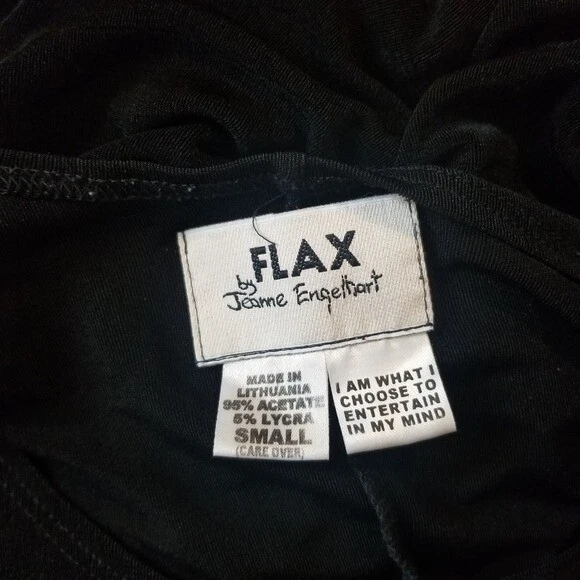 FLAX
by
Jeanne Engelhart
MADE IN
LITHUANIA
95% ACETATE
5% LYCRA
SMALL
(CARE OVER)
I AM WHAT I
CHOOSE TO
ENTERTAIN
IN MY MIND